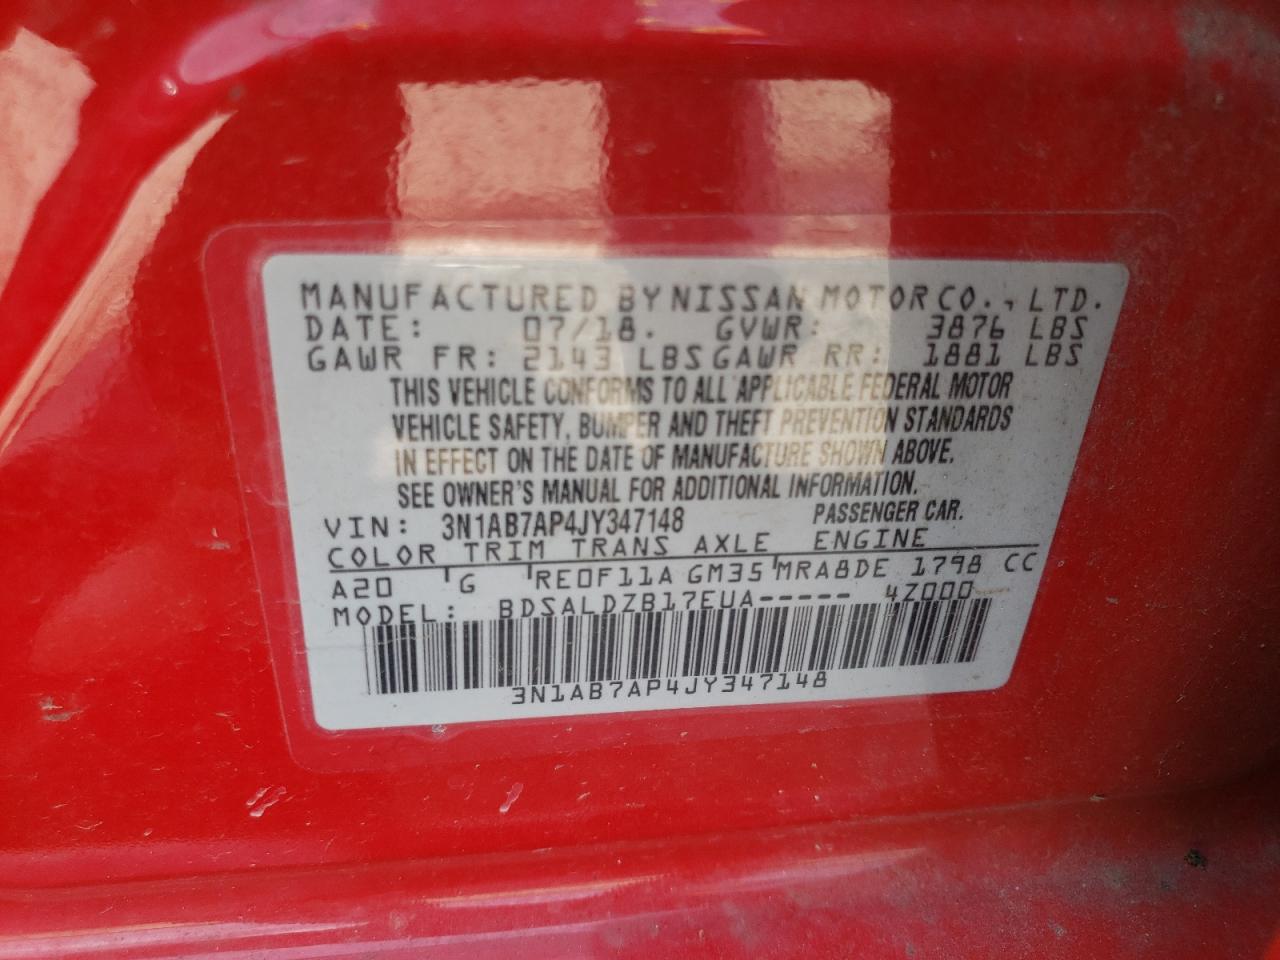 MANUFACTURED BY NISSAN MOTOR CO., LTD.
DATE: 07/18. GVWR: 3876 LBS
GAWR FR: 2143 LBS GAWR RR: 1881 LBS
THIS VEHICLE CONFORMS TO ALL APPLICABLE FEDERAL MOTOR
VEHICLE SAFETY, BUMPER AND THEFT PREVENTION STANDARDS
IN EFFECT ON THE DATE OF MANUFACTURE SHOWN ABOVE.
SEE OWNER'S MANUAL FOR ADDITIONAL INFORMATION.
VIN: 3N1AB7AP4JY347148 PASSENGER CAR.
COLOR TRIM TRANS AXLE ENGINE
A20 G RE0F11A GM35 MRA8DE 1798 CC
MODEL: BDSALDZB17EUA----- 4Z000
3N1AB7AP4JY347148